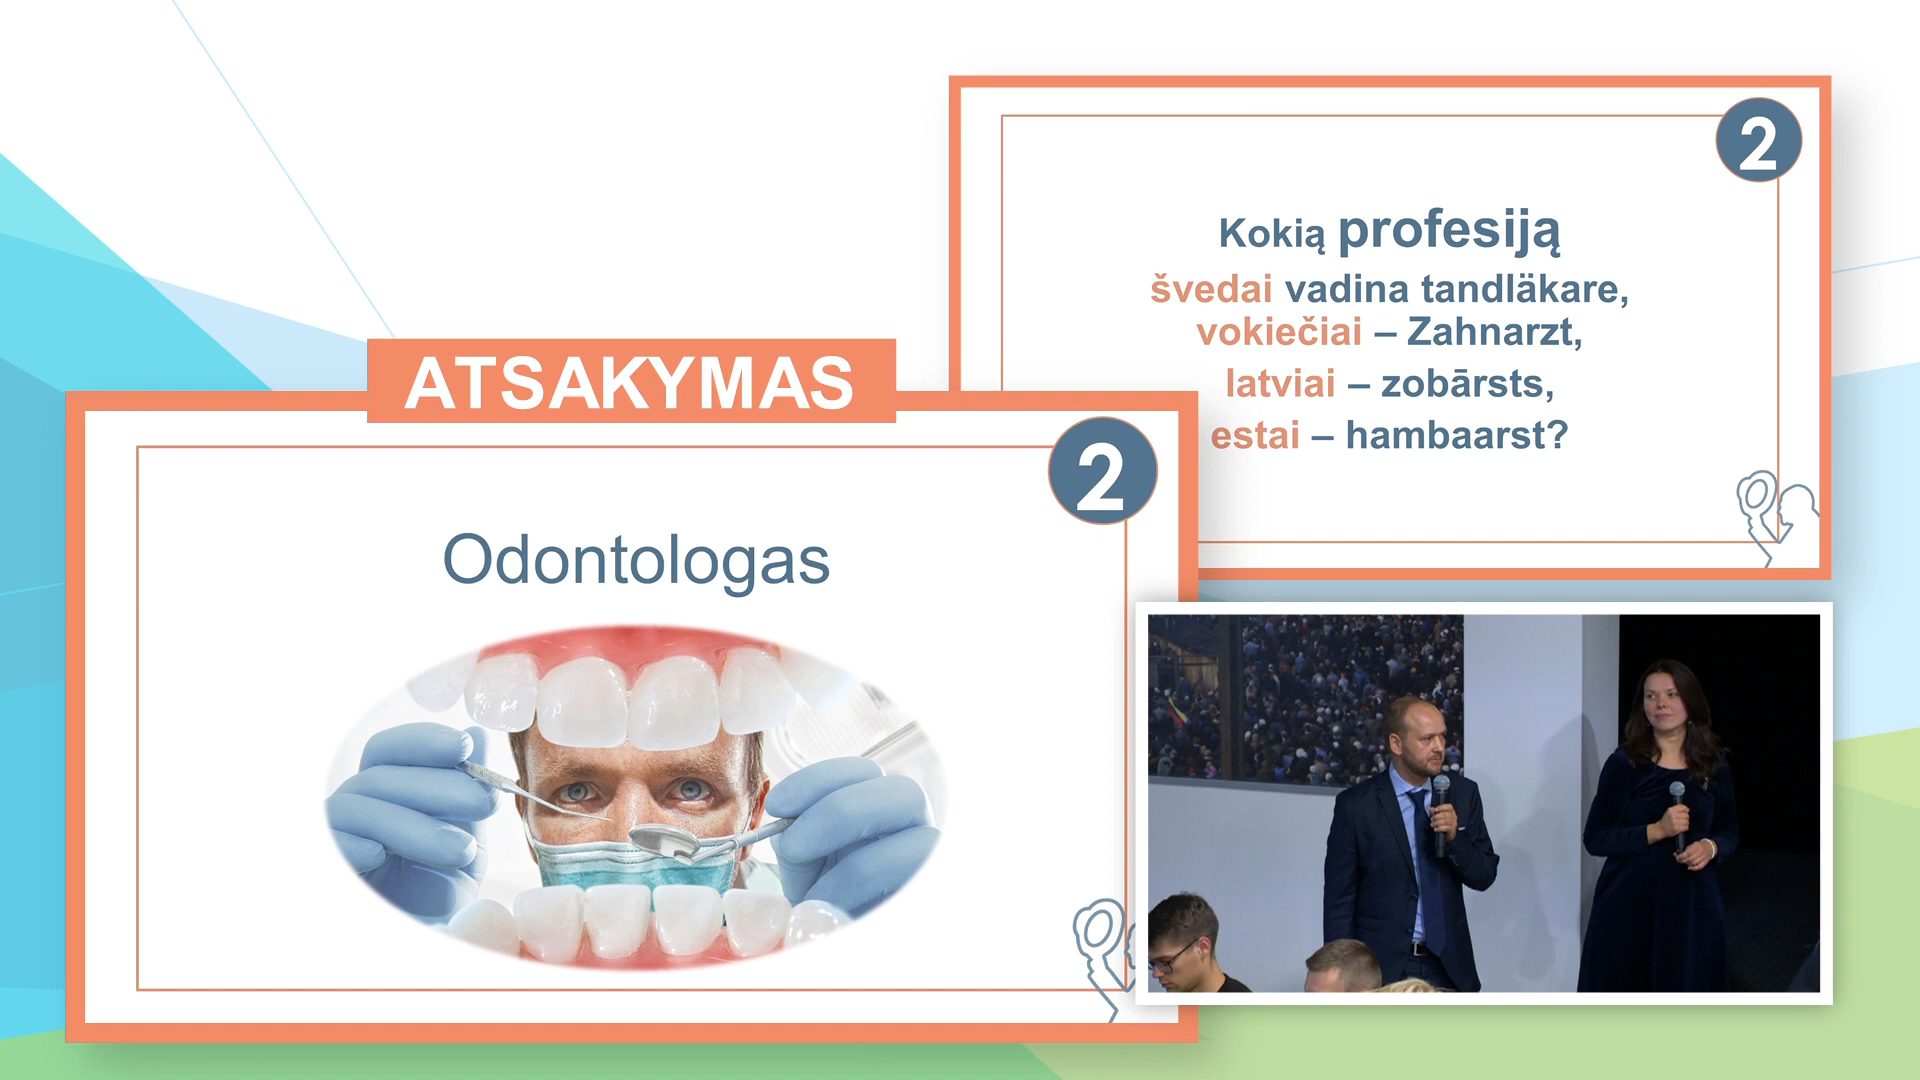 2
Kokią profesiją
švedai vadina tandläkare,
vokiečiai – Zahnarzt,
latviai – zobārsts,
estai – hambaarst?
ATSAKYMAS
2
Odontologas